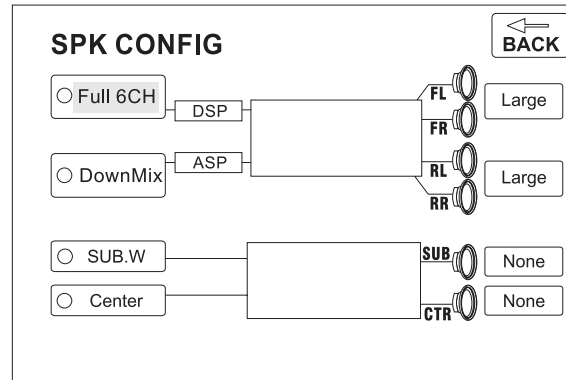 SPK CONFIG
BACK
Full 6CH
DSP
FL
Large
FR
DownMix
ASP
RL
Large
RR
SUB.W
SUB
None
Center
CTR
None